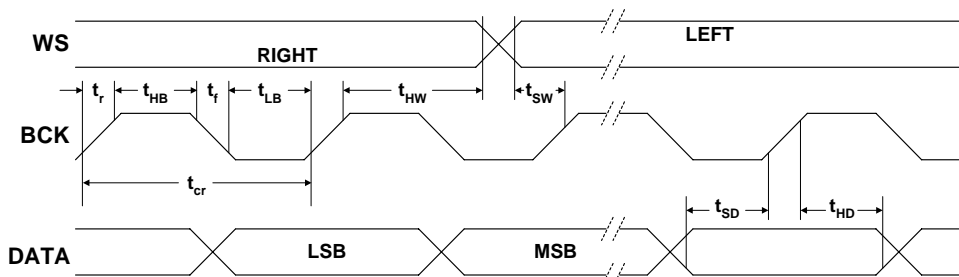 WS
RIGHT
LEFT
t_r t_HB t_f t_LB t_HW t_SW
BCK
t_cr
t_SD t_HD
DATA
LSB
MSB